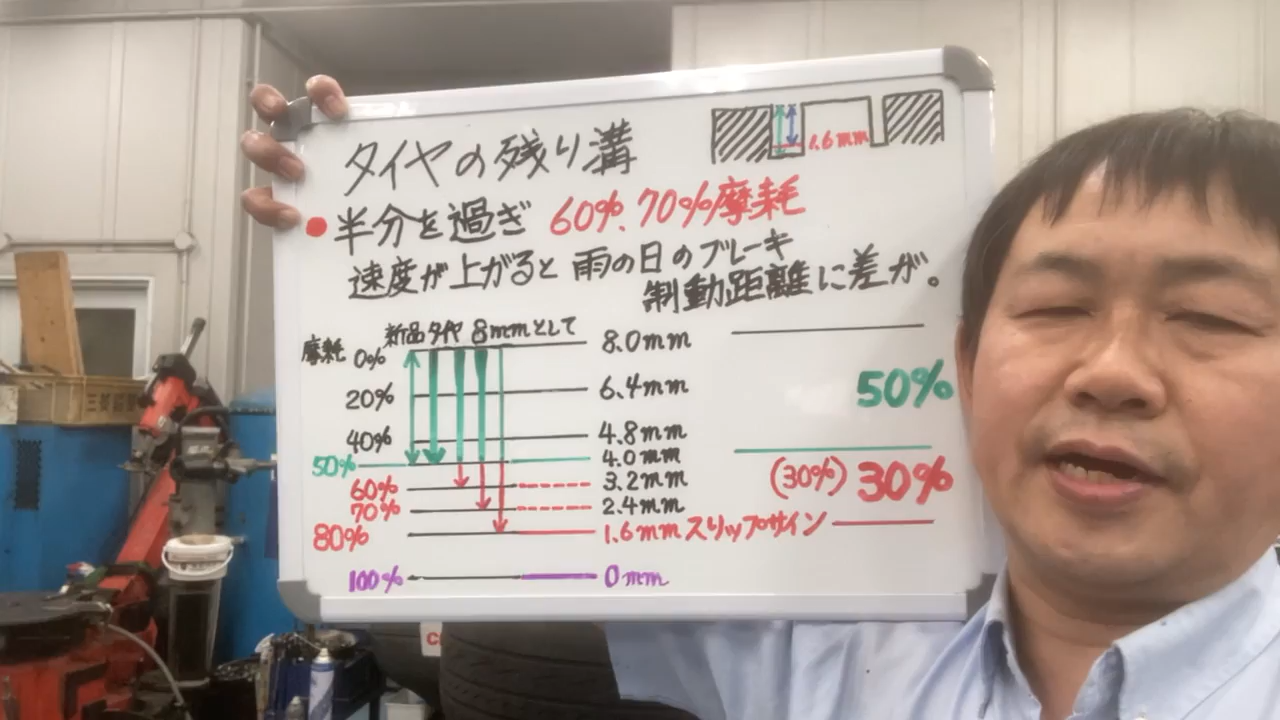 タイヤの残り溝
1.6mm
●半分を過ぎ 60%、70%摩耗
速度が上がると 雨の日のブレーキ
制動距離に差が。
新品タイヤ 8mmとして
摩耗 0% 8.0mm
20% 6.4mm
50%
40% 4.8mm
50% 4.0mm
60% 3.2mm
(30%) 30%
70% 2.4mm
80% 1.6mm スリップサイン
100% 0mm